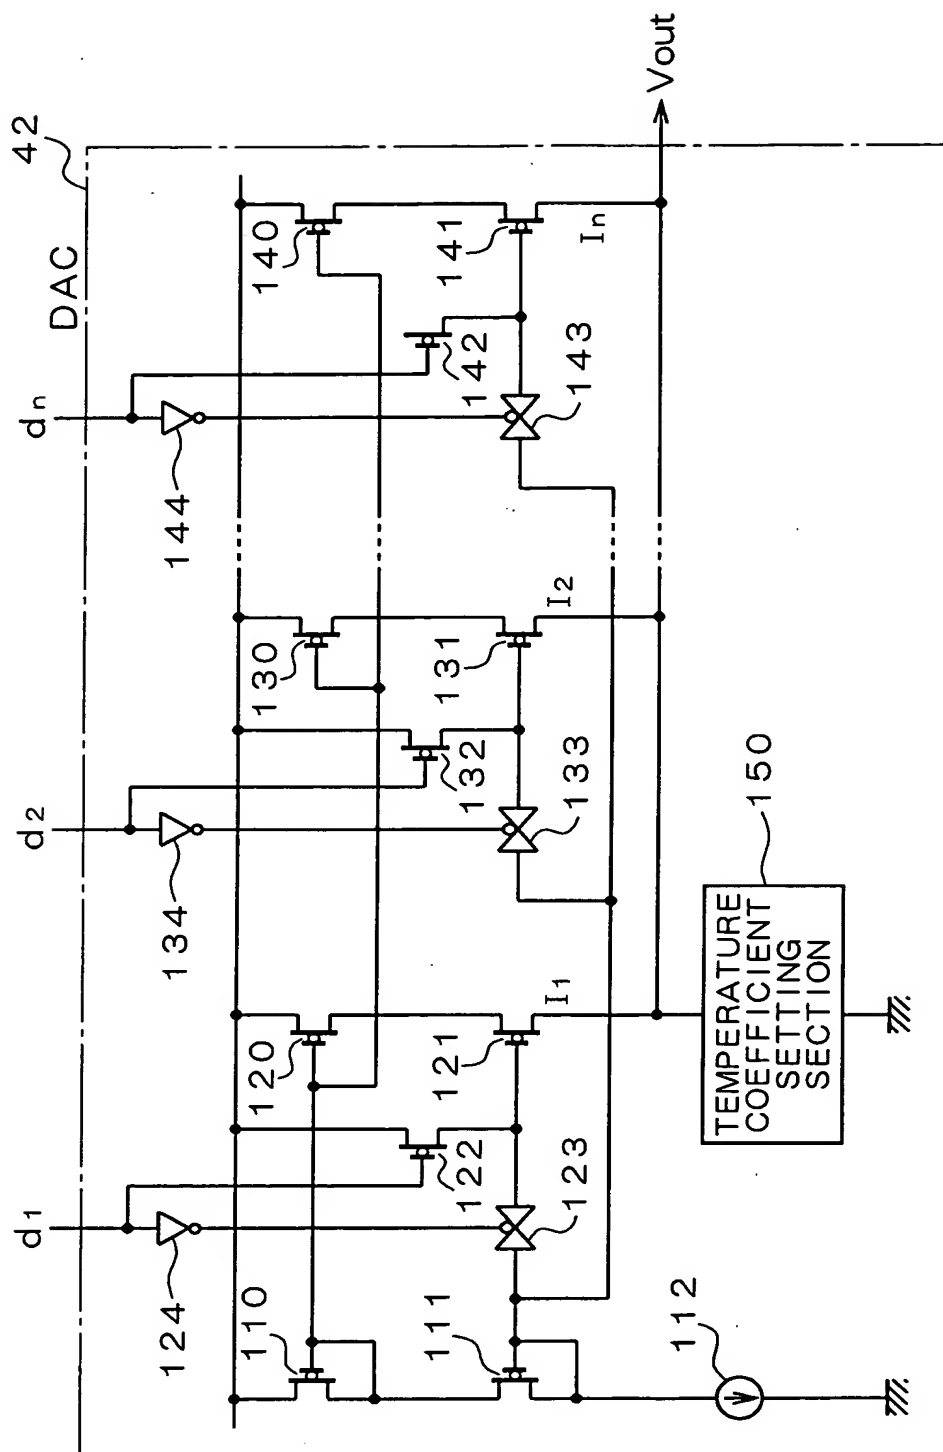 42
DAC
d1
d2
dn
124
134
144
110
120
130
140
122
132
142
111
121
131
141
123
133
143
I1
I2
In
Vout
112
TEMPERATURE
COEFFICIENT
SETTING
SECTION
150